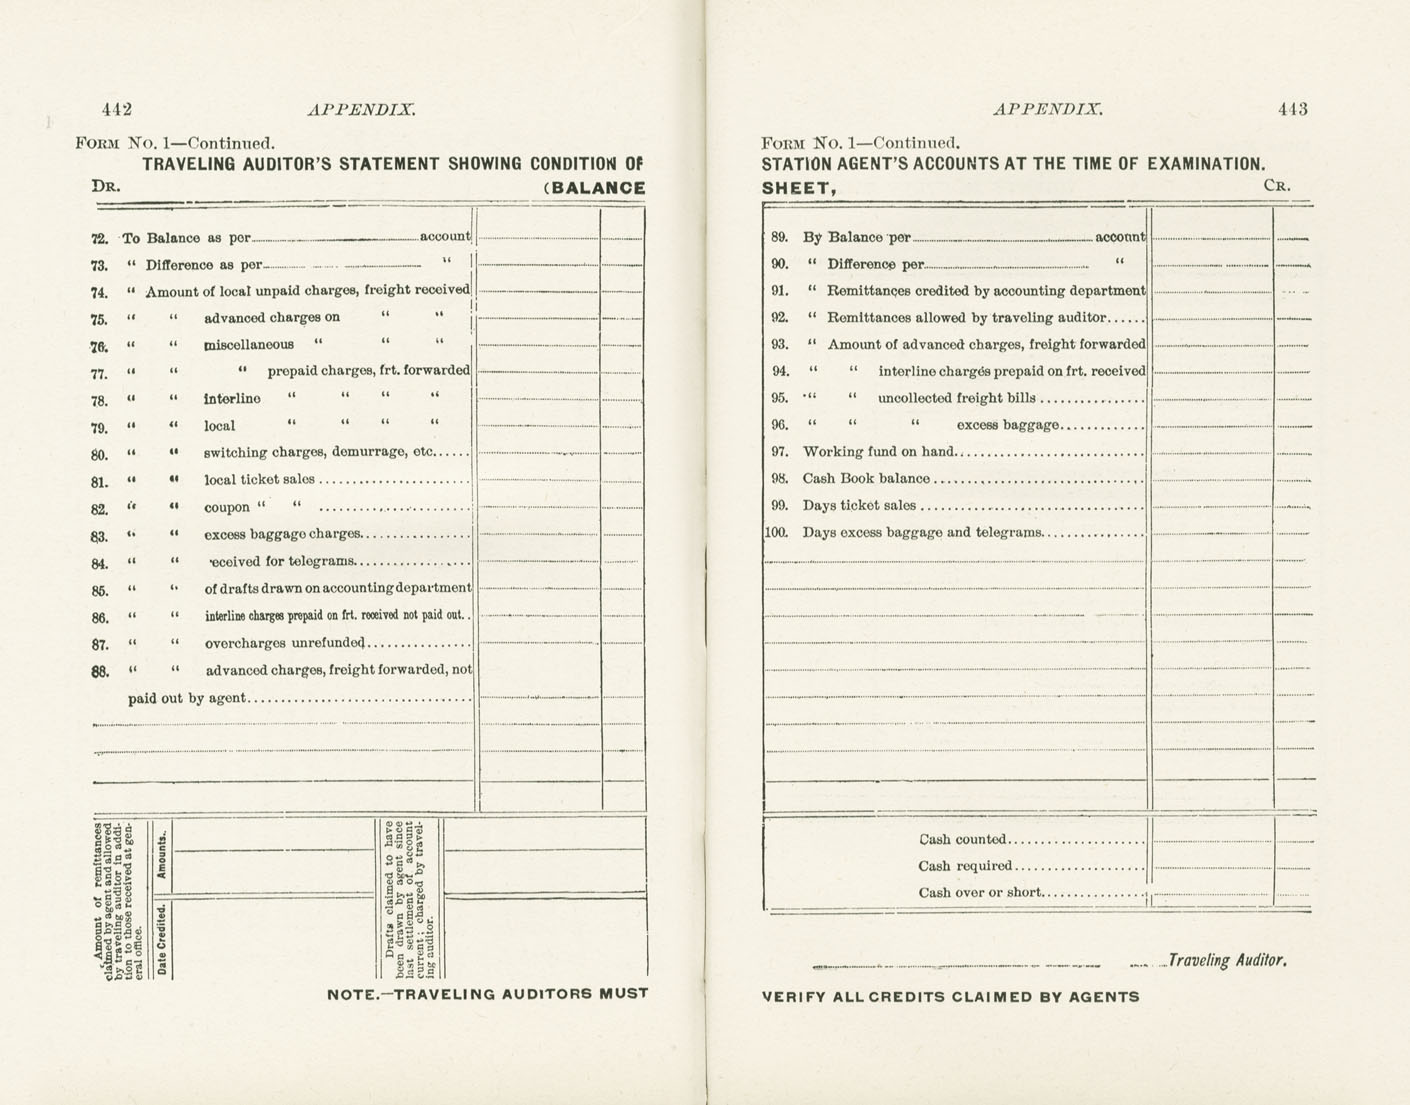 442 APPENDIX.
FORM No. 1—Continued.
TRAVELING AUDITOR'S STATEMENT SHOWING CONDITION OF
DR. (BALANCE
72. To Balance as per account
73. “ Difference as per “
74. “ Amount of local unpaid charges, freight received
75. “ “ advanced charges on “ “
76. “ “ miscellaneous “ “ “
77. “ “ “ prepaid charges, frt. forwarded
78. “ “ interline “ “ “ “
79. “ “ local “ “ “ “
80. “ “ switching charges, demurrage, etc......
81. “ “ local ticket sales
82. “ “ coupon “ “
83. “ “ excess baggage charges
84. “ “ eceived for telegrams
85. “ “ of drafts drawn on accounting department
86. “ “ interline charges prepaid on frt. received not paid out..
87. “ “ overcharges unrefunded
88. “ “ advanced charges, freight forwarded, not
paid out by agent
Amount of remittances
claimed by agent and allowed
by traveling auditor in addi-
tion to those received at gen-
eral office.
Amounts.
Date Credited.
Drafts claimed to have
been drawn by agent since
last settlement of account
current; charged by travel-
ing auditor.
NOTE.—TRAVELING AUDITORS MUST
APPENDIX. 443
FORM No. 1—Continued.
STATION AGENT'S ACCOUNTS AT THE TIME OF EXAMINATION.
SHEET, CR.
89. By Balance per account
90. “ Difference per “
91. “ Remittances credited by accounting department
92. “ Remittances allowed by traveling auditor......
93. “ Amount of advanced charges, freight forwarded
94. “ “ interline charges prepaid on frt. received
95. “ “ uncollected freight bills
96. “ “ “ excess baggage
97. Working fund on hand
98. Cash Book balance
99. Days ticket sales
100. Days excess baggage and telegrams
Cash counted
Cash required
Cash over or short
Traveling Auditor.
VERIFY ALL CREDITS CLAIMED BY AGENTS